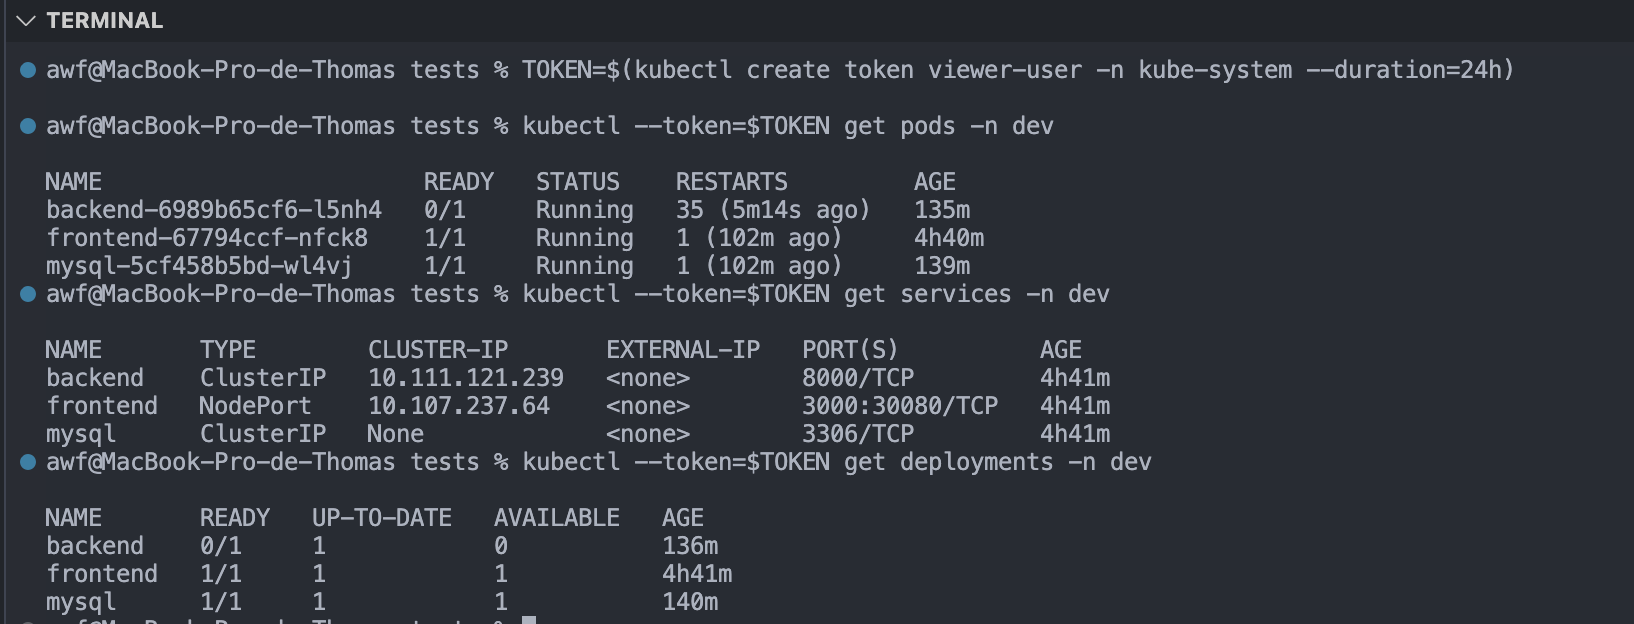 TERMINAL
awf@MacBook-Pro-de-Thomas tests % TOKEN=$(kubectl create token viewer-user -n kube-system --duration=24h)
awf@MacBook-Pro-de-Thomas tests % kubectl --token=$TOKEN get pods -n dev
NAME READY STATUS RESTARTS AGE
backend-6989b65cf6-l5nh4 0/1 Running 35 (5m14s ago) 135m
frontend-67794ccf-nfck8 1/1 Running 1 (102m ago) 4h40m
mysql-5cf458b5bd-wl4vj 1/1 Running 1 (102m ago) 139m
awf@MacBook-Pro-de-Thomas tests % kubectl --token=$TOKEN get services -n dev
NAME TYPE CLUSTER-IP EXTERNAL-IP PORT(S) AGE
backend ClusterIP 10.111.121.239 <none> 8000/TCP 4h41m
frontend NodePort 10.107.237.64 <none> 3000:30080/TCP 4h41m
mysql ClusterIP None <none> 3306/TCP 4h41m
awf@MacBook-Pro-de-Thomas tests % kubectl --token=$TOKEN get deployments -n dev
NAME READY UP-TO-DATE AVAILABLE AGE
backend 0/1 1 0 136m
frontend 1/1 1 1 4h41m
mysql 1/1 1 1 140m
awf@MacBook-Pro-de-Thomas tests %